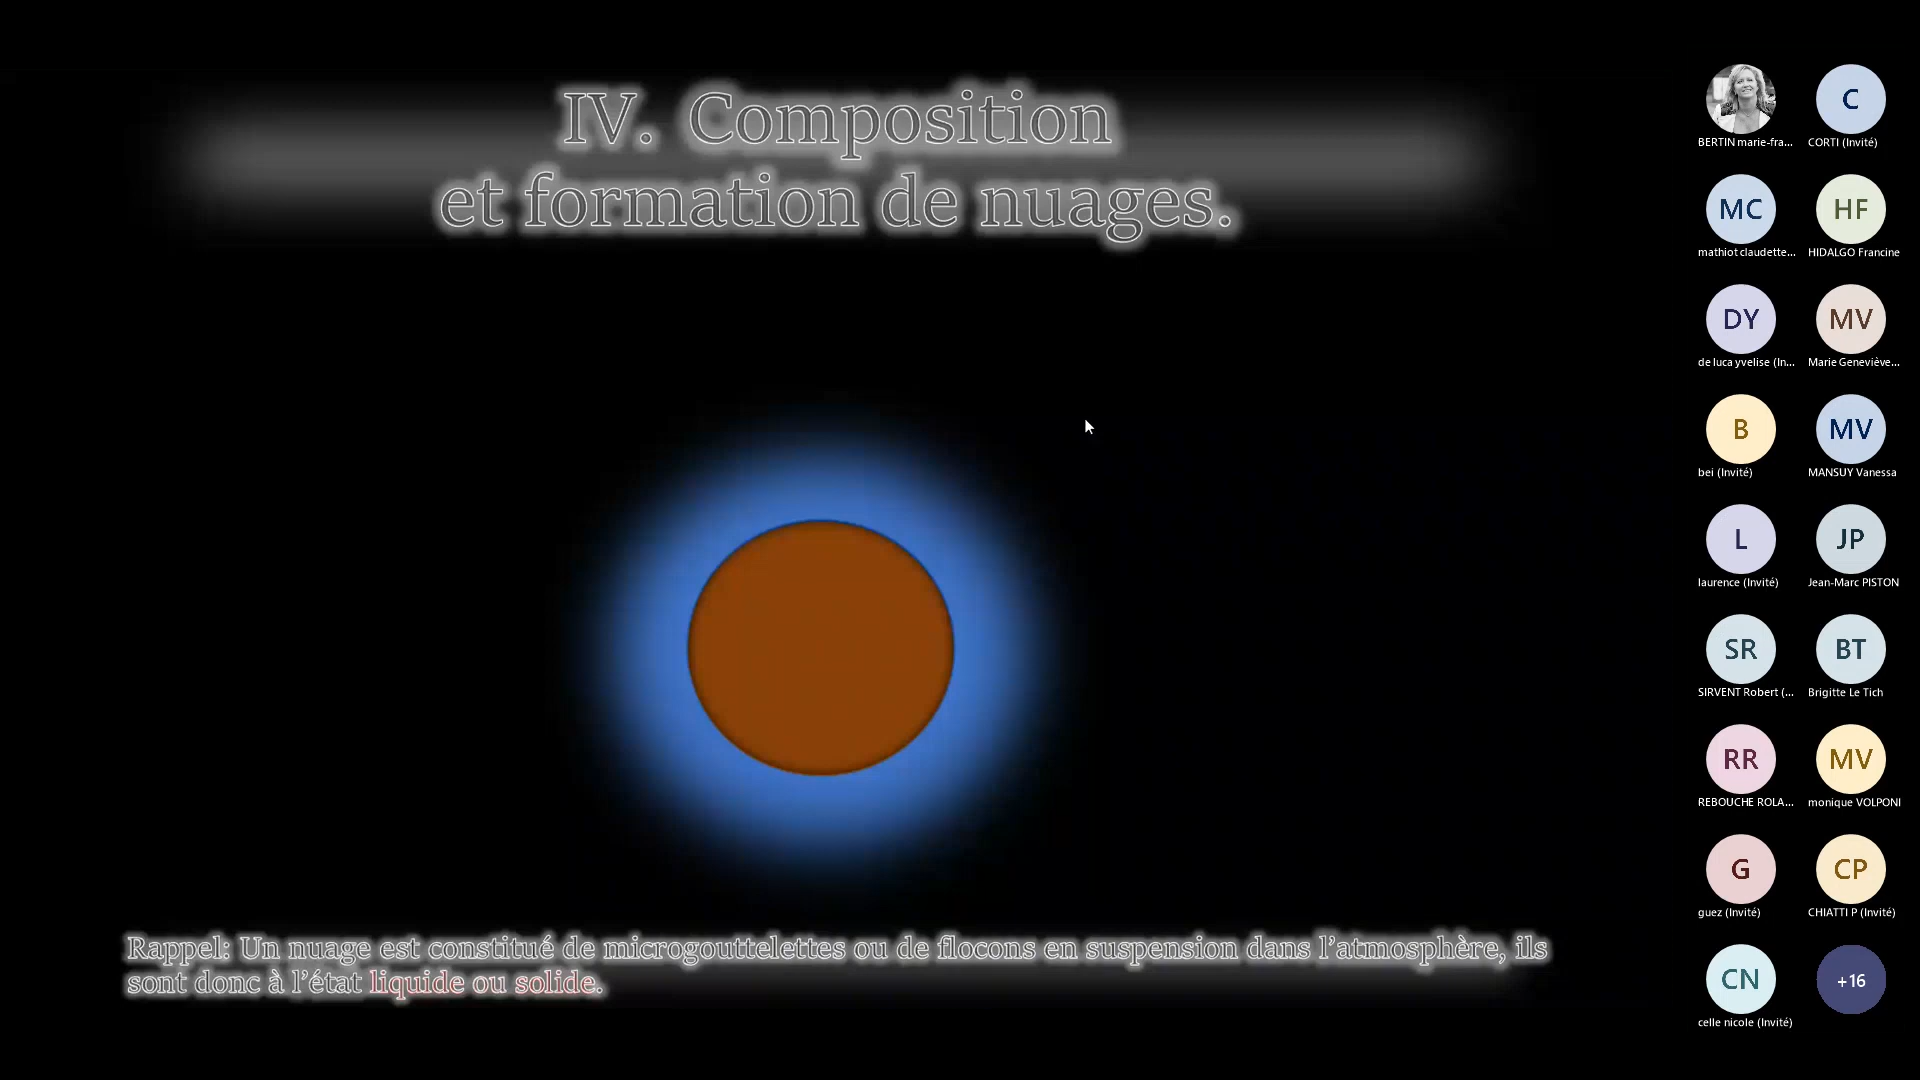 IV. Composition
et formation de nuages.
Rappel: Un nuage est constitué de microgouttelettes ou de flocons en suspension dans l’atmosphère, ils
sont donc à l’état liquide ou solide.
C
BERTIN marie-fra...
CORTI (Invité)
MC
HF
mathiot claudette...
HIDALGO Francine
DY
MV
de luca yvelise (In...
Marie Geneviève...
B
MV
bei (Invité)
MANSUY Vanessa
L
JP
laurence (Invité)
Jean-Marc PISTON
SR
BT
SIRVENT Robert (...
Brigitte Le Tich
RR
MV
REBOUCHE ROLA...
monique VOLPONI
G
CP
guez (Invité)
CHIATTI P (Invité)
CN
+16
celle nicole (Invité)